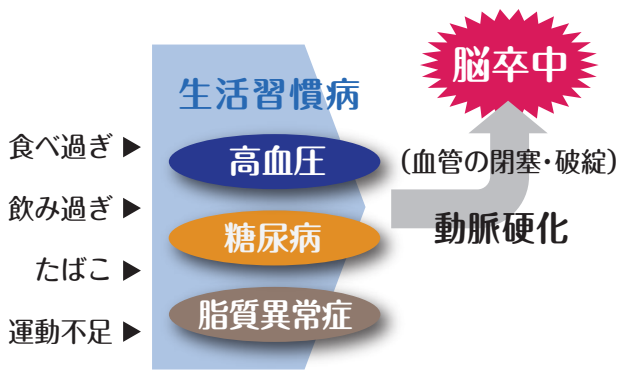 脳卒中
生活習慣病
食べ過ぎ▶
飲み過ぎ▶
たばこ▶
運動不足▶
高血圧
糖尿病
脂質異常症
（血管の閉塞・破綻）
動脈硬化